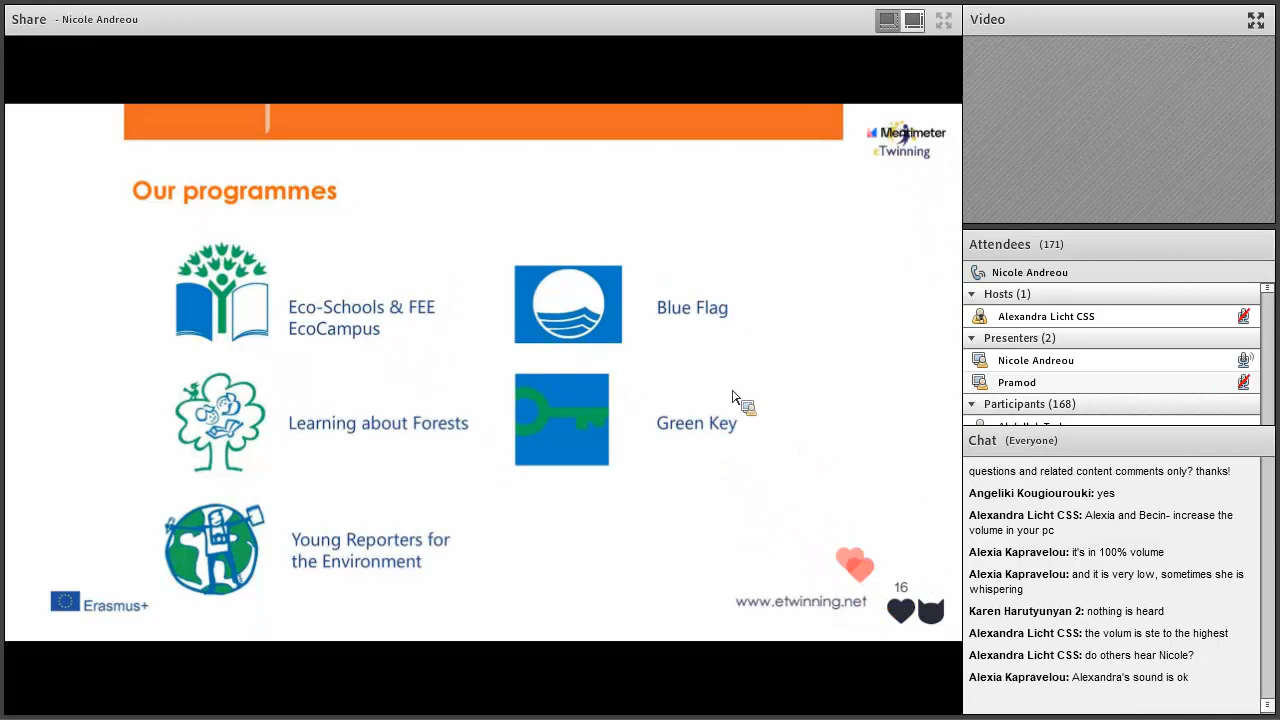 Share - Nicole Andreou
Mentimeter
eTwinning
Our programmes
Eco-Schools & FEE
EcoCampus
Blue Flag
Learning about Forests
Green Key
Young Reporters for
the Environment
Erasmus+
16
www.etwinning.net
Video
Attendees (171)
Nicole Andreou
Hosts (1)
Alexandra Licht CSS
Presenters (2)
Nicole Andreou
Pramod
Participants (168)
Chat (Everyone)
questions and related content comments only? thanks!
Angeliki Kougiourouki: yes
Alexandra Licht CSS: Alexia and Becin- increase the
volume in your pc
Alexia Kapravelou: it's in 100% volume
Alexia Kapravelou: and it is very low, sometimes she is
whispering
Karen Harutyunyan 2: nothing is heard
Alexandra Licht CSS: the volum is ste to the highest
Alexandra Licht CSS: do others hear Nicole?
Alexia Kapravelou: Alexandra's sound is ok